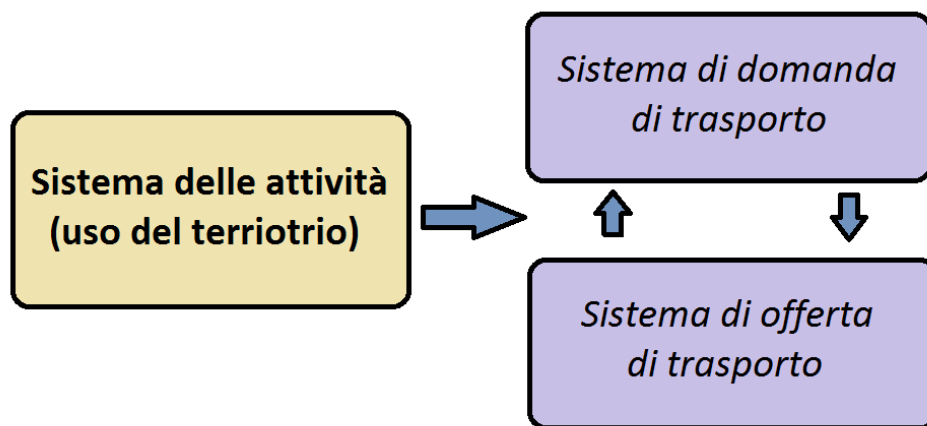 Sistema delle attività
(uso del terriotrio)
Sistema di domanda
di trasporto
Sistema di offerta
di trasporto